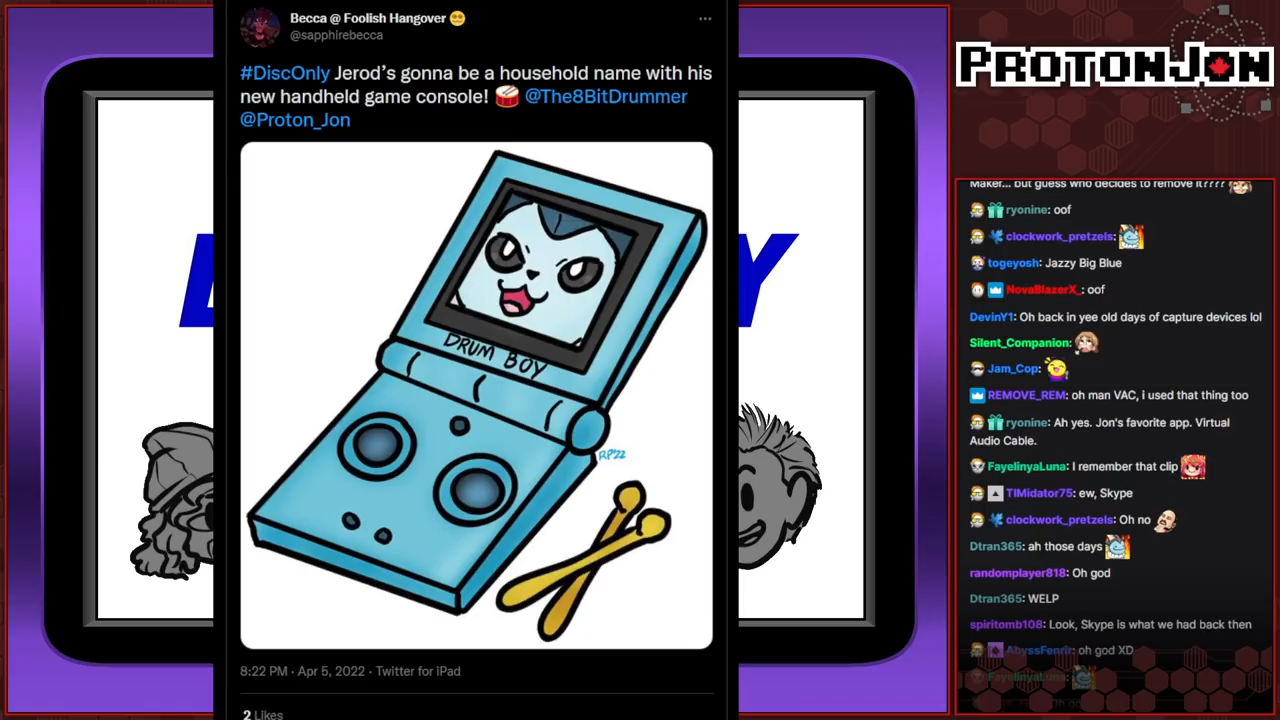 Becca @ Foolish Hangover
@sapphirebecca
#DiscOnly Jerod’s gonna be a household name with his
new handheld game console! 🥁 @The8BitDrummer
@Proton_Jon
DRUM BOY
RP'22
8:22 PM · Apr 5, 2022 · Twitter for iPad
2 Likes
Y
PROTONJON
Maker... but guess who decides to remove it????
ryonine: oof
clockwork_pretzels:
togeyosh: Jazzy Big Blue
NovaBlazerX_: oof
DevinY1: Oh back in yee old days of capture devices lol
Silent_Companion:
Jam_Cop:
REMOVE_REM: oh man VAC, i used that thing too
ryonine: Ah yes. Jon's favorite app. Virtual
Audio Cable.
FayelinyaLuna: I remember that clip
TIMidator75: ew, Skype
clockwork_pretzels: Oh no
Dtran365: ah those days
randomplayer818: Oh god
Dtran365: WELP
spiritomb108: Look, Skype is what we had back then
AbyssFenrir: oh god XD
FayelinyaLuna: